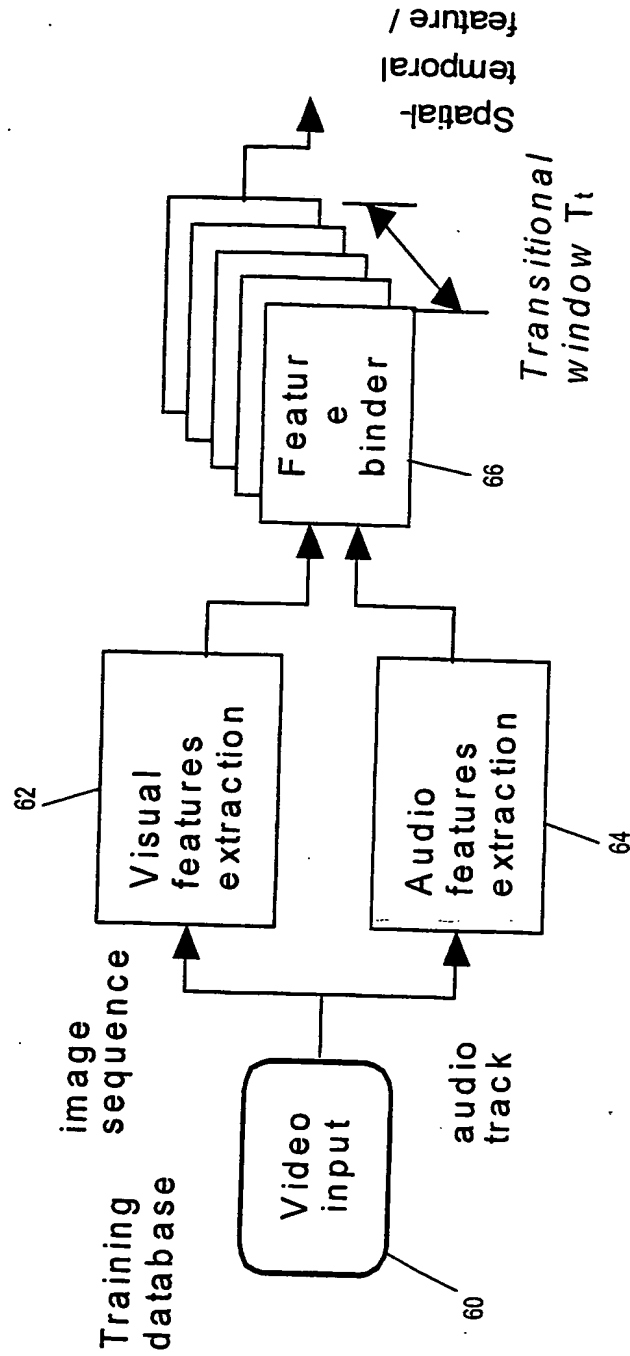 Training
database
image
sequence
Video
input
60
audio
track
62
Visual
features
extraction
Audio
features
extraction
64
Featur
e
binder
66
Transitional
window Tt
Spatial-
temporal
feature /